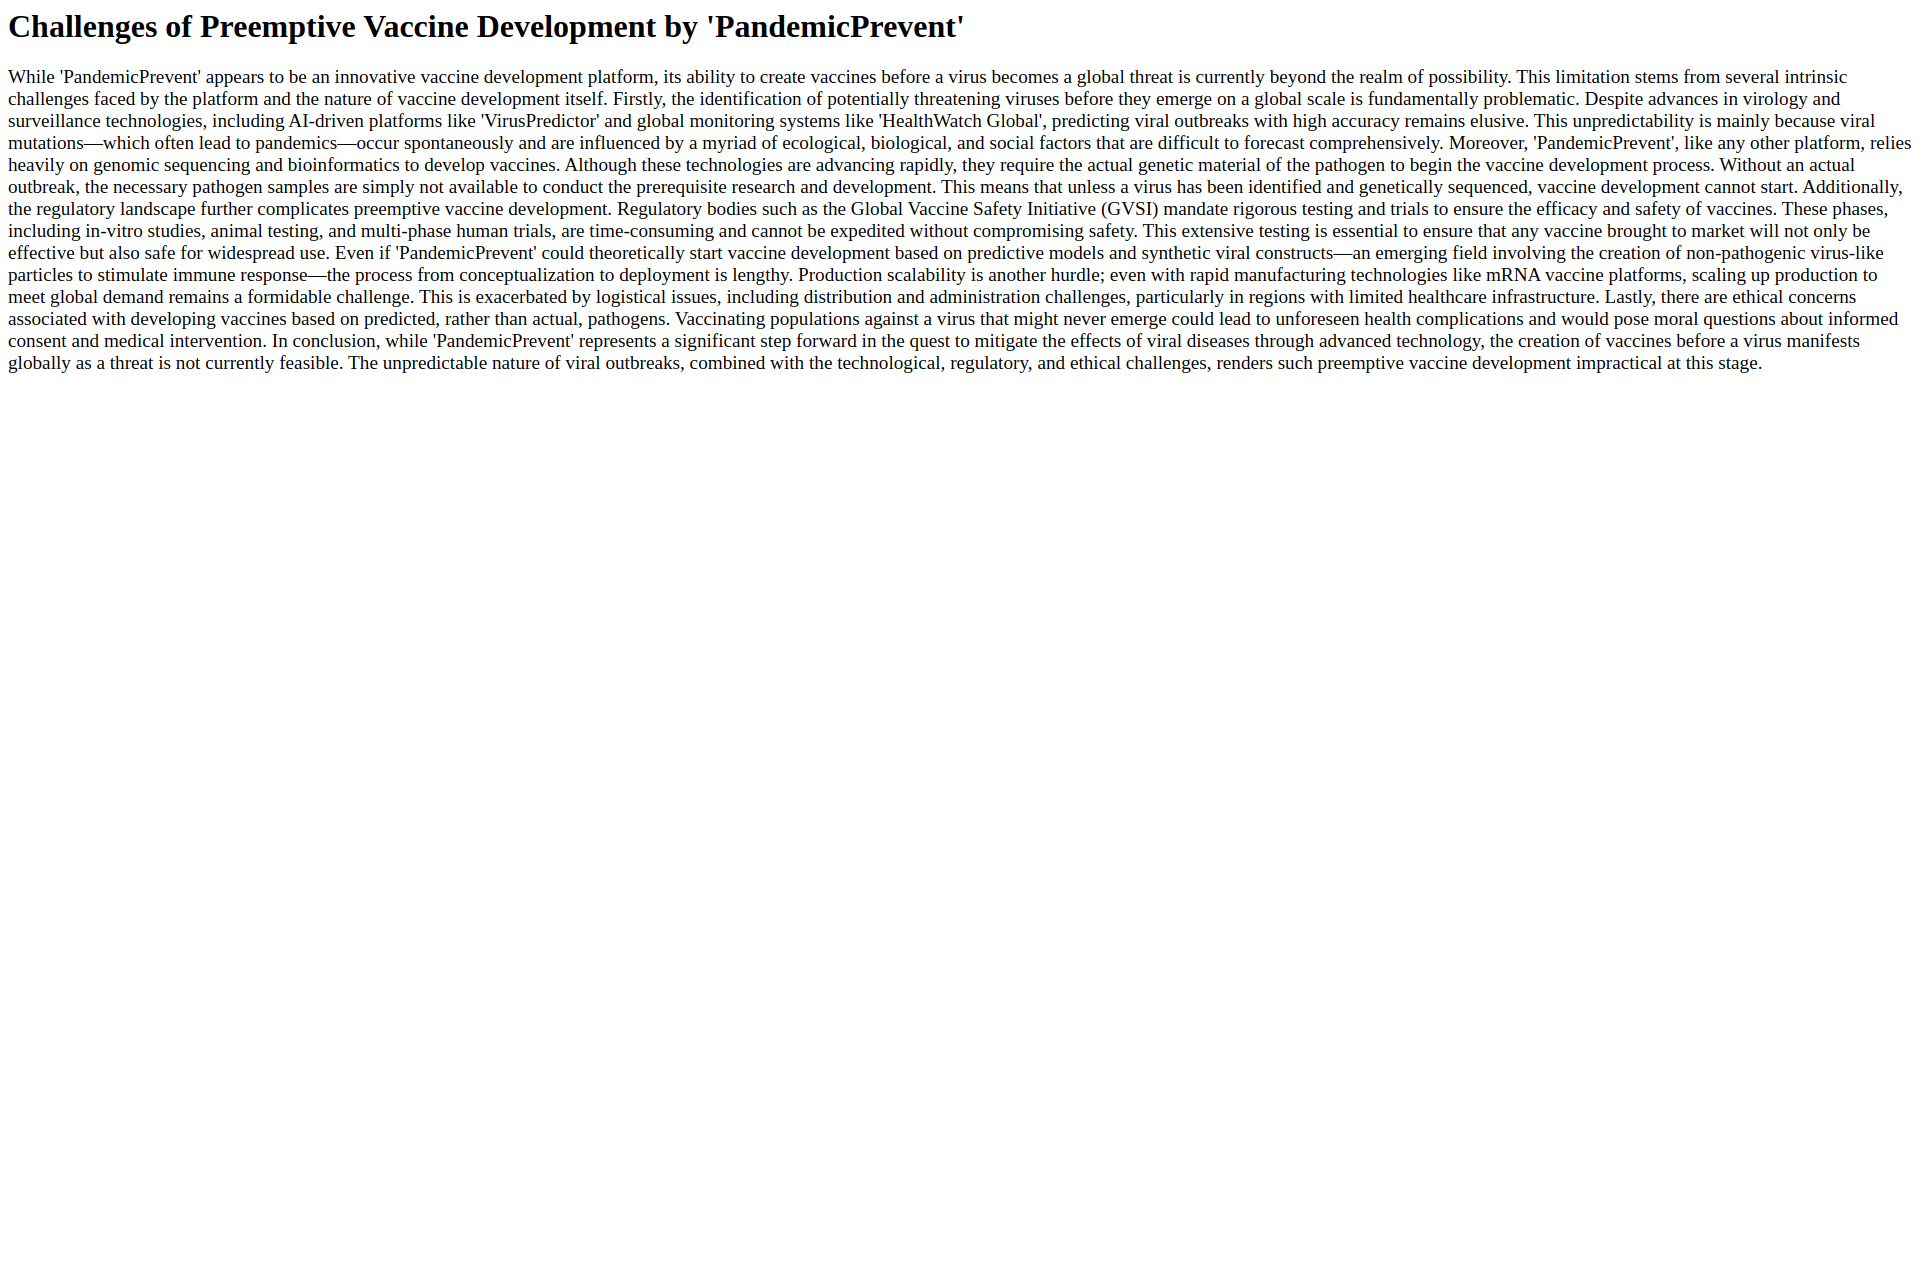 Challenges of Preemptive Vaccine Development by 'PandemicPrevent'
While 'PandemicPrevent' appears to be an innovative vaccine development platform, its ability to create vaccines before a virus becomes a global threat is currently beyond the realm of possibility. This limitation stems from several intrinsic
challenges faced by the platform and the nature of vaccine development itself. Firstly, the identification of potentially threatening viruses before they emerge on a global scale is fundamentally problematic. Despite advances in virology and
surveillance technologies, including AI-driven platforms like 'VirusPredictor' and global monitoring systems like 'HealthWatch Global', predicting viral outbreaks with high accuracy remains elusive. This unpredictability is mainly because viral
mutations—which often lead to pandemics—occur spontaneously and are influenced by a myriad of ecological, biological, and social factors that are difficult to forecast comprehensively. Moreover, 'PandemicPrevent', like any other platform, relies
heavily on genomic sequencing and bioinformatics to develop vaccines. Although these technologies are advancing rapidly, they require the actual genetic material of the pathogen to begin the vaccine development process. Without an actual
outbreak, the necessary pathogen samples are simply not available to conduct the prerequisite research and development. This means that unless a virus has been identified and genetically sequenced, vaccine development cannot start. Additionally,
the regulatory landscape further complicates preemptive vaccine development. Regulatory bodies such as the Global Vaccine Safety Initiative (GVSI) mandate rigorous testing and trials to ensure the efficacy and safety of vaccines. These phases,
including in-vitro studies, animal testing, and multi-phase human trials, are time-consuming and cannot be expedited without compromising safety. This extensive testing is essential to ensure that any vaccine brought to market will not only be
effective but also safe for widespread use. Even if 'PandemicPrevent' could theoretically start vaccine development based on predictive models and synthetic viral constructs—an emerging field involving the creation of non-pathogenic virus-like
particles to stimulate immune response—the process from conceptualization to deployment is lengthy. Production scalability is another hurdle; even with rapid manufacturing technologies like mRNA vaccine platforms, scaling up production to
meet global demand remains a formidable challenge. This is exacerbated by logistical issues, including distribution and administration challenges, particularly in regions with limited healthcare infrastructure. Lastly, there are ethical concerns
associated with developing vaccines based on predicted, rather than actual, pathogens. Vaccinating populations against a virus that might never emerge could lead to unforeseen health complications and would pose moral questions about informed
consent and medical intervention. In conclusion, while 'PandemicPrevent' represents a significant step forward in the quest to mitigate the effects of viral diseases through advanced technology, the creation of vaccines before a virus manifests
globally as a threat is not currently feasible. The unpredictable nature of viral outbreaks, combined with the technological, regulatory, and ethical challenges, renders such preemptive vaccine development impractical at this stage.